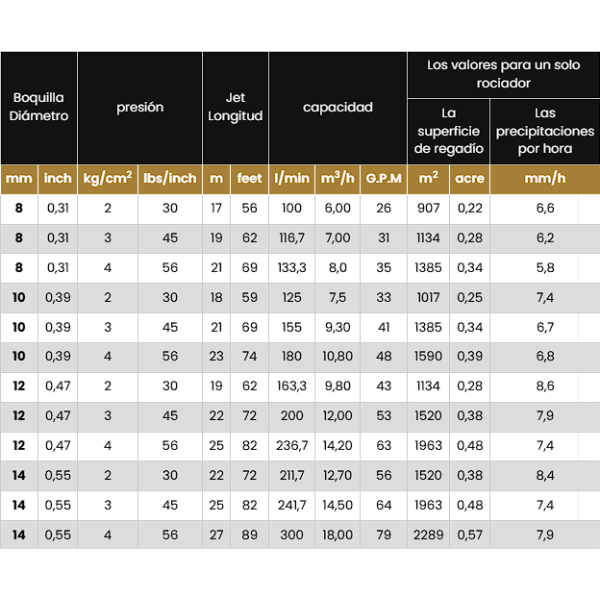 Boquilla Diámetro presión Jet Longitud capacidad Los valores para un solo rociador
La superficie de regadío Las precipitaciones por hora
mm inch kg/cm² lbs/inch m feet l/min m³/h G.P.M m² acre mm/h
8 0,31 2 30 17 56 100 6,00 26 907 0,22 6,6
8 0,31 3 45 19 62 116,7 7,00 31 1134 0,28 6,2
8 0,31 4 56 21 69 133,3 8,0 35 1385 0,34 5,8
10 0,39 2 30 18 59 125 7,5 33 1017 0,25 7,4
10 0,39 3 45 21 69 155 9,30 41 1385 0,34 6,7
10 0,39 4 56 23 74 180 10,80 48 1590 0,39 6,8
12 0,47 2 30 19 62 163,3 9,80 43 1134 0,28 8,6
12 0,47 3 45 22 72 200 12,00 53 1520 0,38 7,9
12 0,47 4 56 25 82 236,7 14,20 63 1963 0,48 7,4
14 0,55 2 30 22 72 211,7 12,70 56 1520 0,38 8,4
14 0,55 3 45 25 82 241,7 14,50 64 1963 0,48 7,4
14 0,55 4 56 27 89 300 18,00 79 2289 0,57 7,9